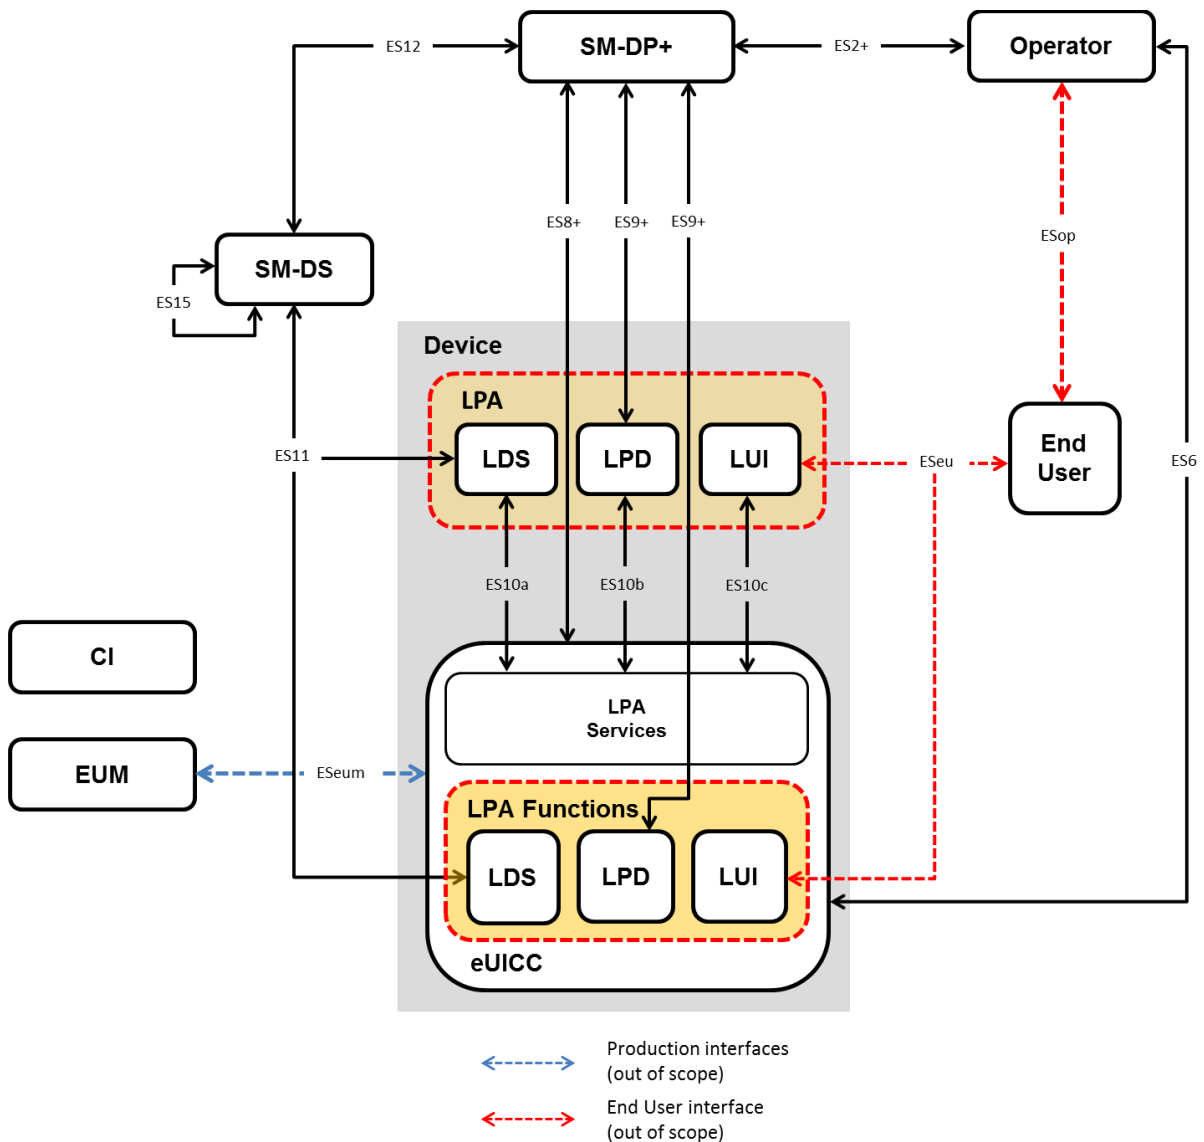 ES12
SM-DP+
ES2+
Operator
ES8+
ES9+
ES9+
ESop
SM-DS
ES15
Device
LPA
LDS
LPD
LUI
ES11
ESeu
End
User
ES6
ES10a
ES10b
ES10c
CI
LPA
Services
EUM
ESeum
LPA Functions
LDS
LPD
LUI
eUICC
Production interfaces
(out of scope)
End User interface
(out of scope)